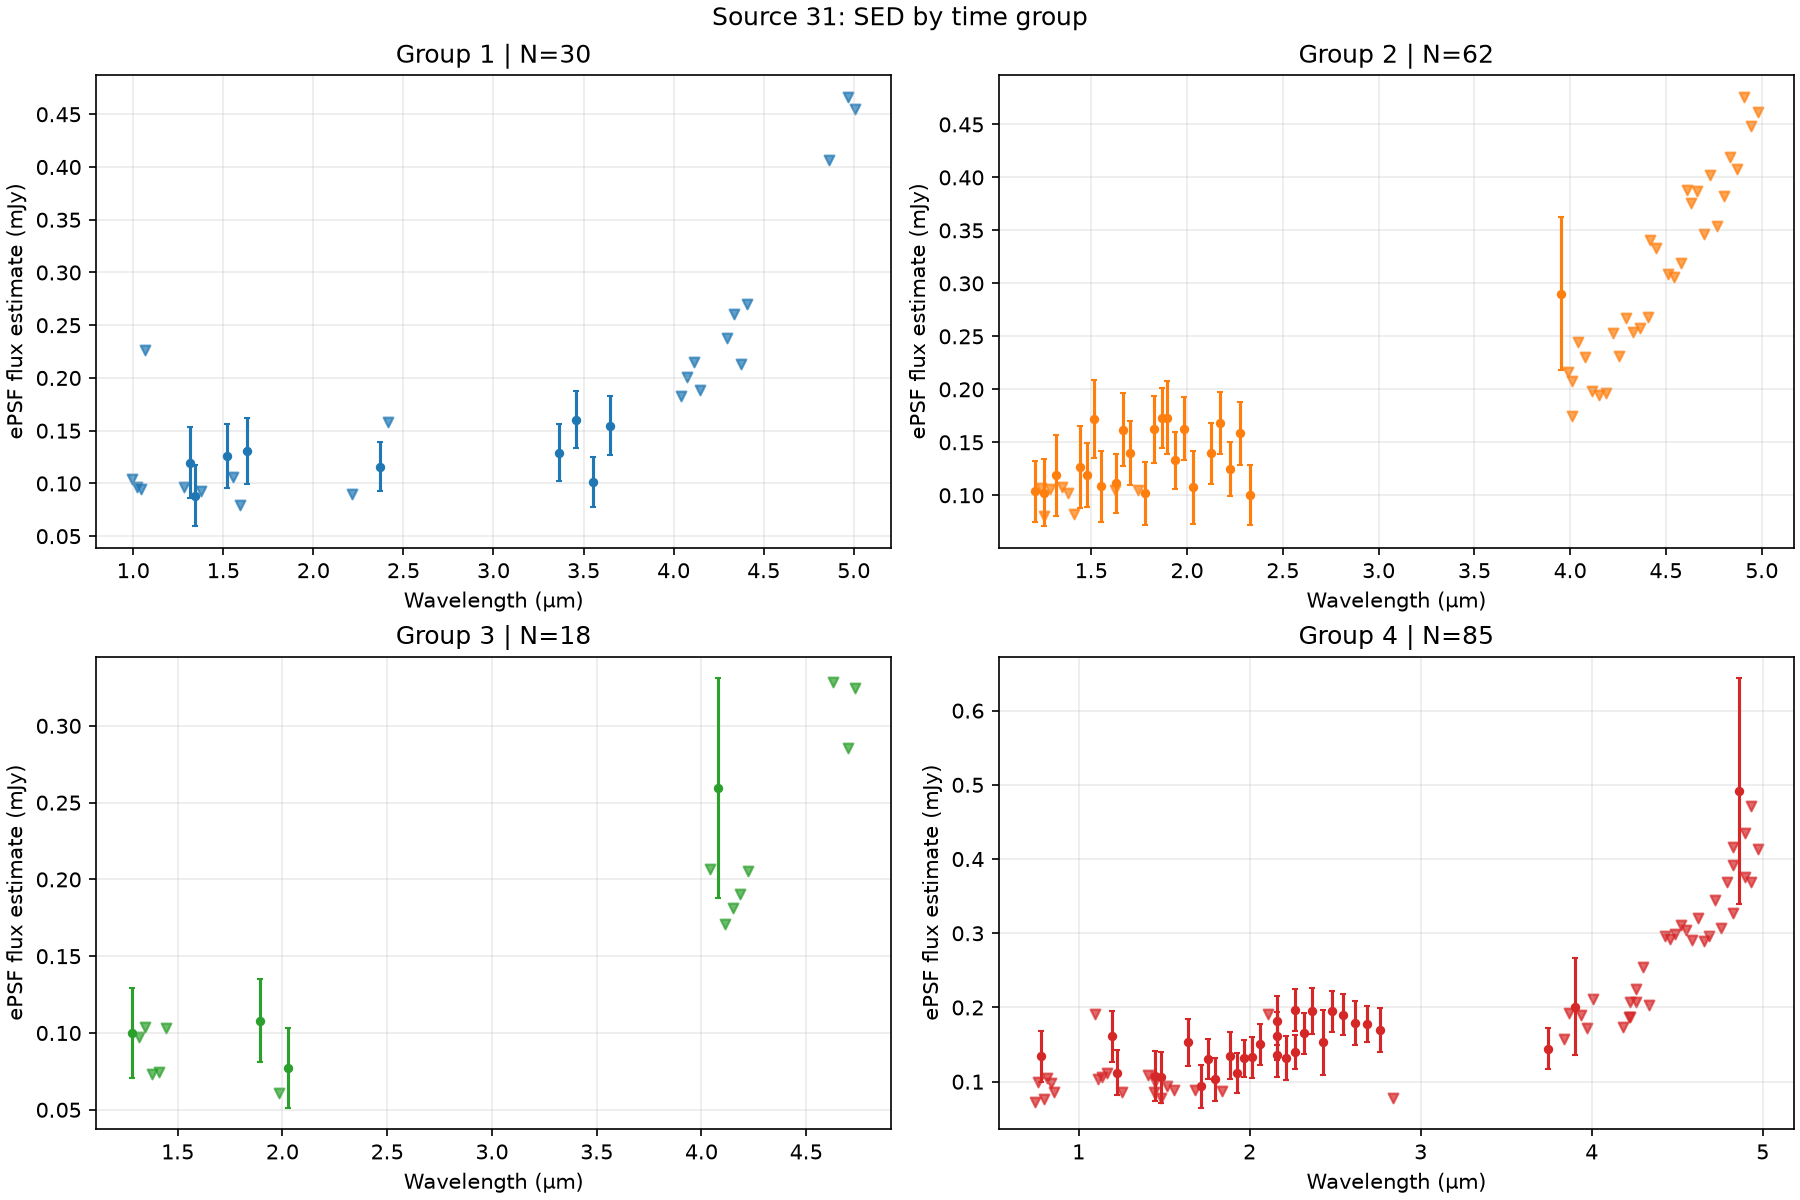 Source 31: SED by time group
Group 1 | N=30
ePSF flux estimate (mJy)
0.45
0.40
0.35
0.30
0.25
0.20
0.15
0.10
0.05
1.0 1.5 2.0 2.5 3.0 3.5 4.0 4.5 5.0
Wavelength (μm)
Group 2 | N=62
ePSF flux estimate (mJy)
0.45
0.40
0.35
0.30
0.25
0.20
0.15
0.10
1.5 2.0 2.5 3.0 3.5 4.0 4.5 5.0
Wavelength (μm)
Group 3 | N=18
ePSF flux estimate (mJy)
0.30
0.25
0.20
0.15
0.10
0.05
1.5 2.0 2.5 3.0 3.5 4.0 4.5
Wavelength (μm)
Group 4 | N=85
ePSF flux estimate (mJy)
0.6
0.5
0.4
0.3
0.2
0.1
1 2 3 4 5
Wavelength (μm)